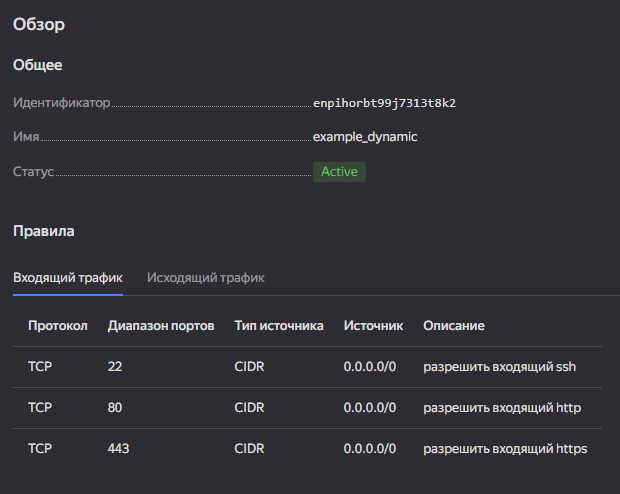 Обзор
Общее
Идентификатор enpihorbt99j7313t8k2
Имя example_dynamic
Статус Active
Правила
Входящий трафик Исходящий трафик
Протокол Диапазон портов Тип источника Источник Описание
TCP 22 CIDR 0.0.0.0/0 разрешить входящий ssh
TCP 80 CIDR 0.0.0.0/0 разрешить входящий http
TCP 443 CIDR 0.0.0.0/0 разрешить входящий https